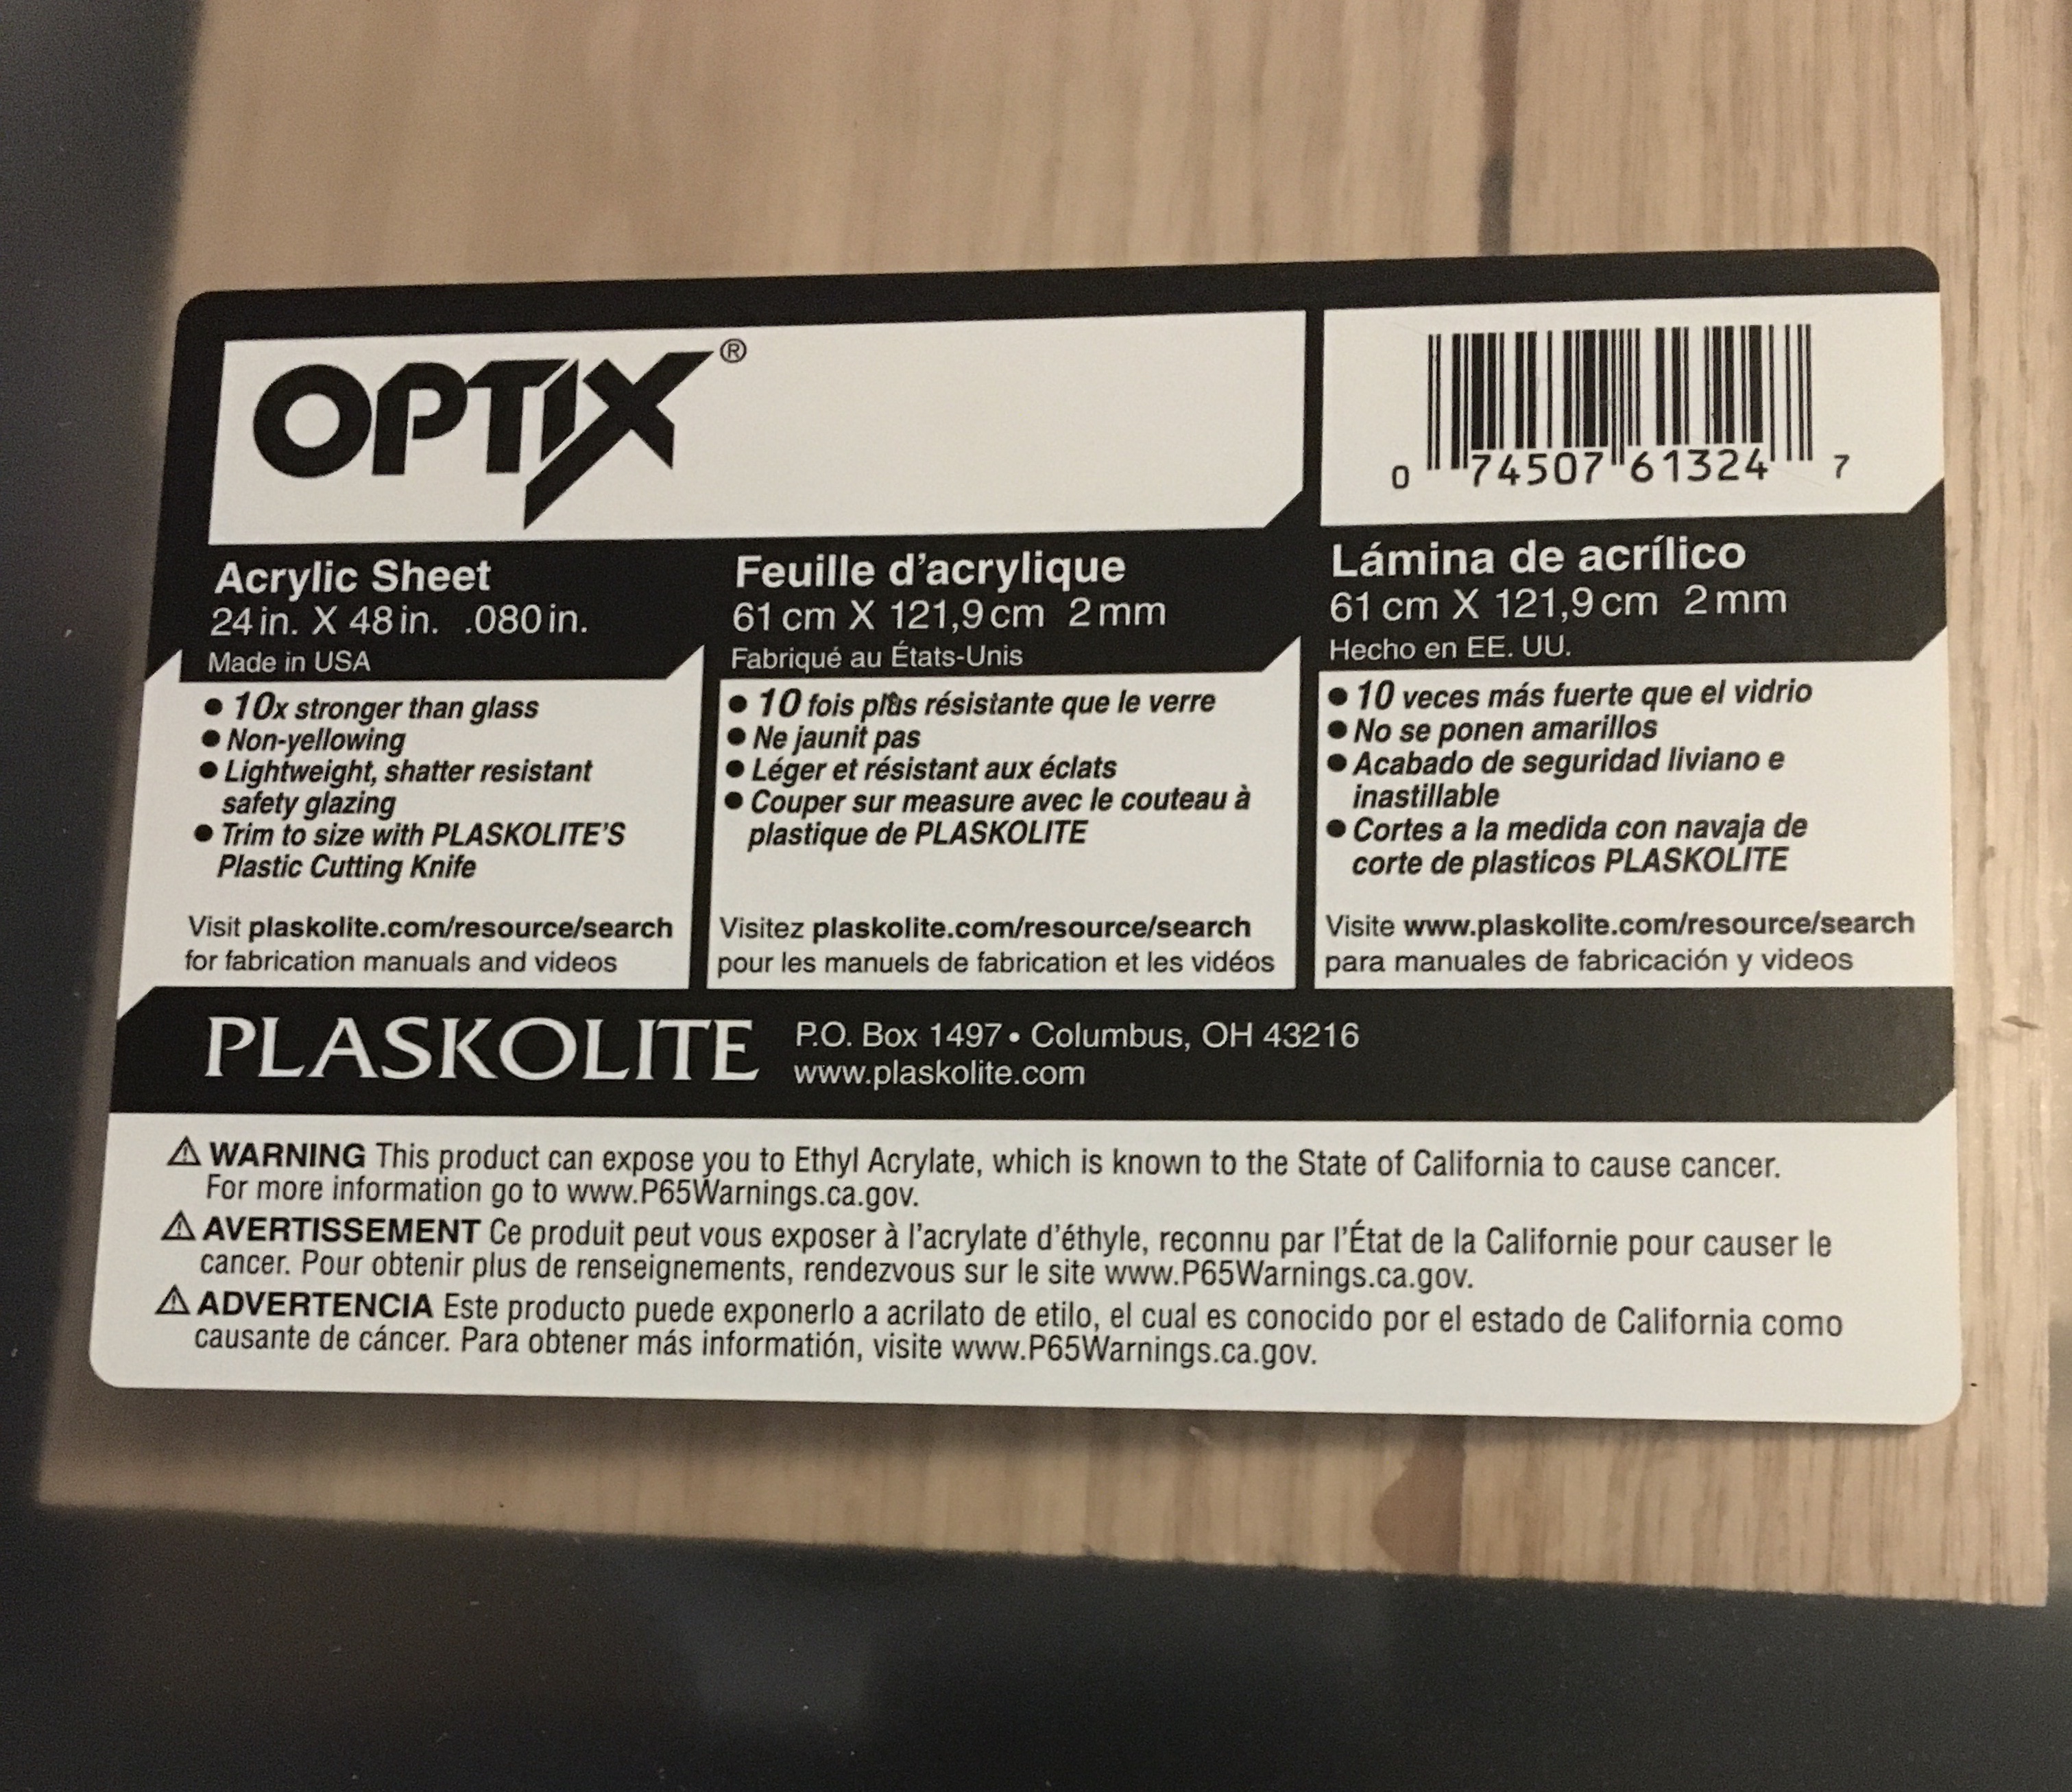 OPTIX®
0 74507 61324 7
Acrylic Sheet
24 in. X 48 in. .080 in.
Made in USA
● 10x stronger than glass
● Non-yellowing
● Lightweight, shatter resistant
safety glazing
● Trim to size with PLASKOLITE'S
Plastic Cutting Knife
Visit plaskolite.com/resource/search
for fabrication manuals and videos
Feuille d'acrylique
61 cm X 121,9 cm 2 mm
Fabriqué au États-Unis
● 10 fois plus résistante que le verre
● Ne jaunit pas
● Léger et résistant aux éclats
● Couper sur measure avec le couteau à
plastique de PLASKOLITE
Visitez plaskolite.com/resource/search
pour les manuels de fabrication et les vidéos
Lámina de acrílico
61 cm X 121,9 cm 2 mm
Hecho en EE. UU.
● 10 veces más fuerte que el vidrio
● No se ponen amarillos
● Acabado de seguridad liviano e
inastillable
● Cortes a la medida con navaja de
corte de plasticos PLASKOLITE
Visite www.plaskolite.com/resource/search
para manuales de fabricación y videos
PLASKOLITE
P.O. Box 1497 • Columbus, OH 43216
www.plaskolite.com
⚠ WARNING This product can expose you to Ethyl Acrylate, which is known to the State of California to cause cancer.
For more information go to www.P65Warnings.ca.gov.
⚠ AVERTISSEMENT Ce produit peut vous exposer à l'acrylate d'éthyle, reconnu par l'État de la Californie pour causer le
cancer. Pour obtenir plus de renseignements, rendezvous sur le site www.P65Warnings.ca.gov.
⚠ ADVERTENCIA Este producto puede exponerlo a acrilato de etilo, el cual es conocido por el estado de California como
causante de cáncer. Para obtener más informatión, visite www.P65Warnings.ca.gov.